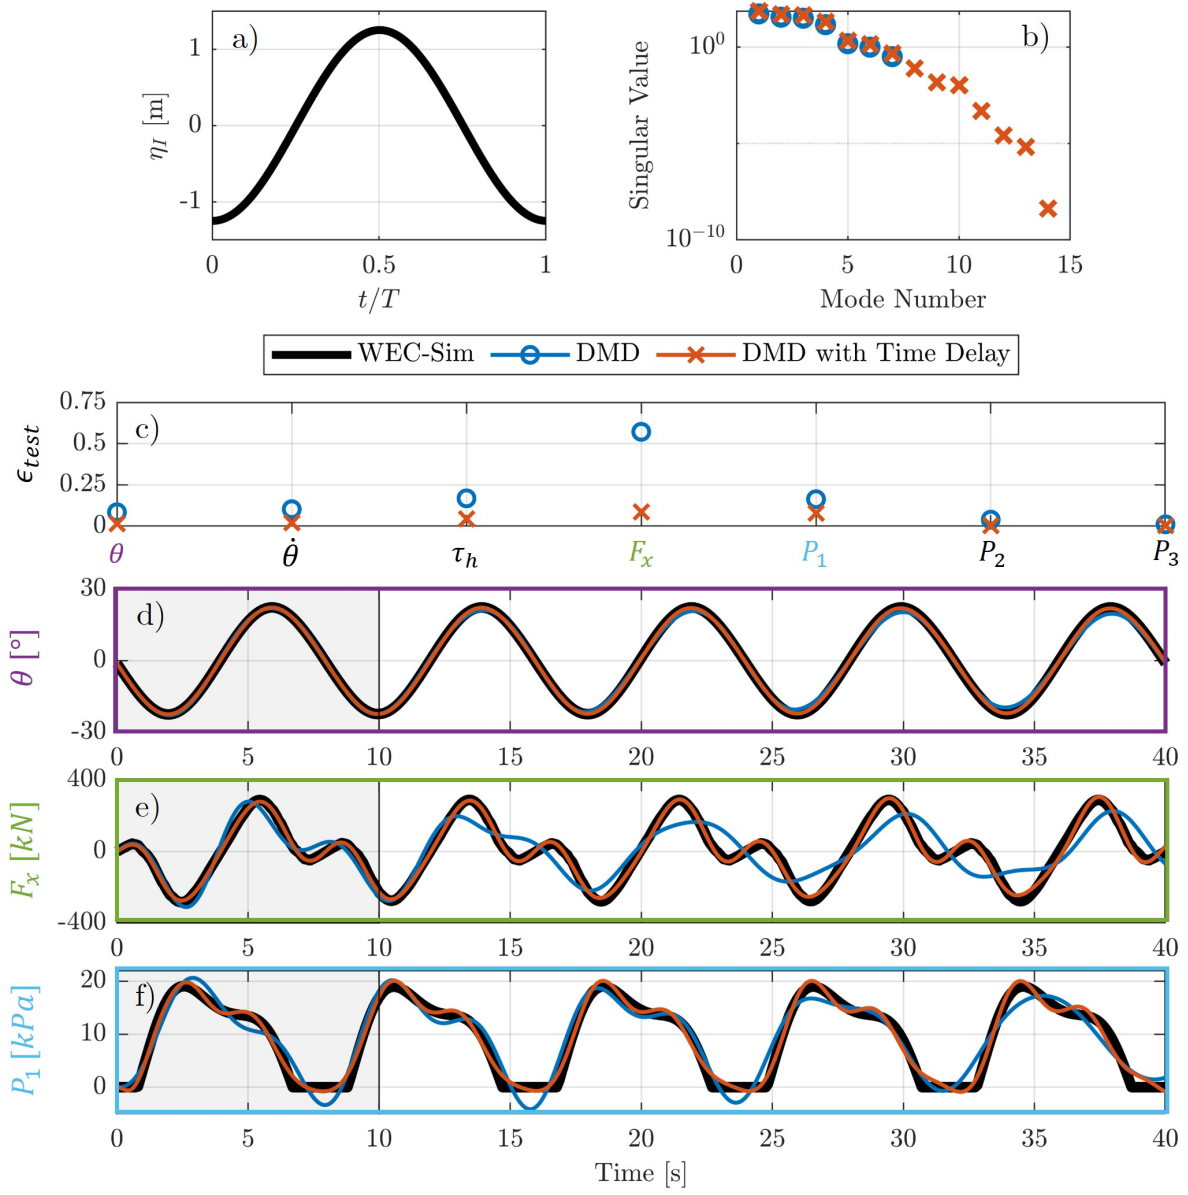 a)
1
0
-1
η_I [m]
0
0.5
1
t/T
b)
10^0
10^{-10}
Singular Value
0
5
10
15
Mode Number
WEC-Sim DMD DMD with Time Delay
c)
0.75
0.5
0.25
0
ϵ_{test}
θ θ̇ τ_h F_x P_1 P_2 P_3
d)
30
0
-30
θ [°]
0 5 10 15 20 25 30 35 40
e)
400
0
-400
F_x [kN]
0 5 10 15 20 25 30 35 40
f)
20
10
0
P_1 [kPa]
0 5 10 15 20 25 30 35 40
Time [s]